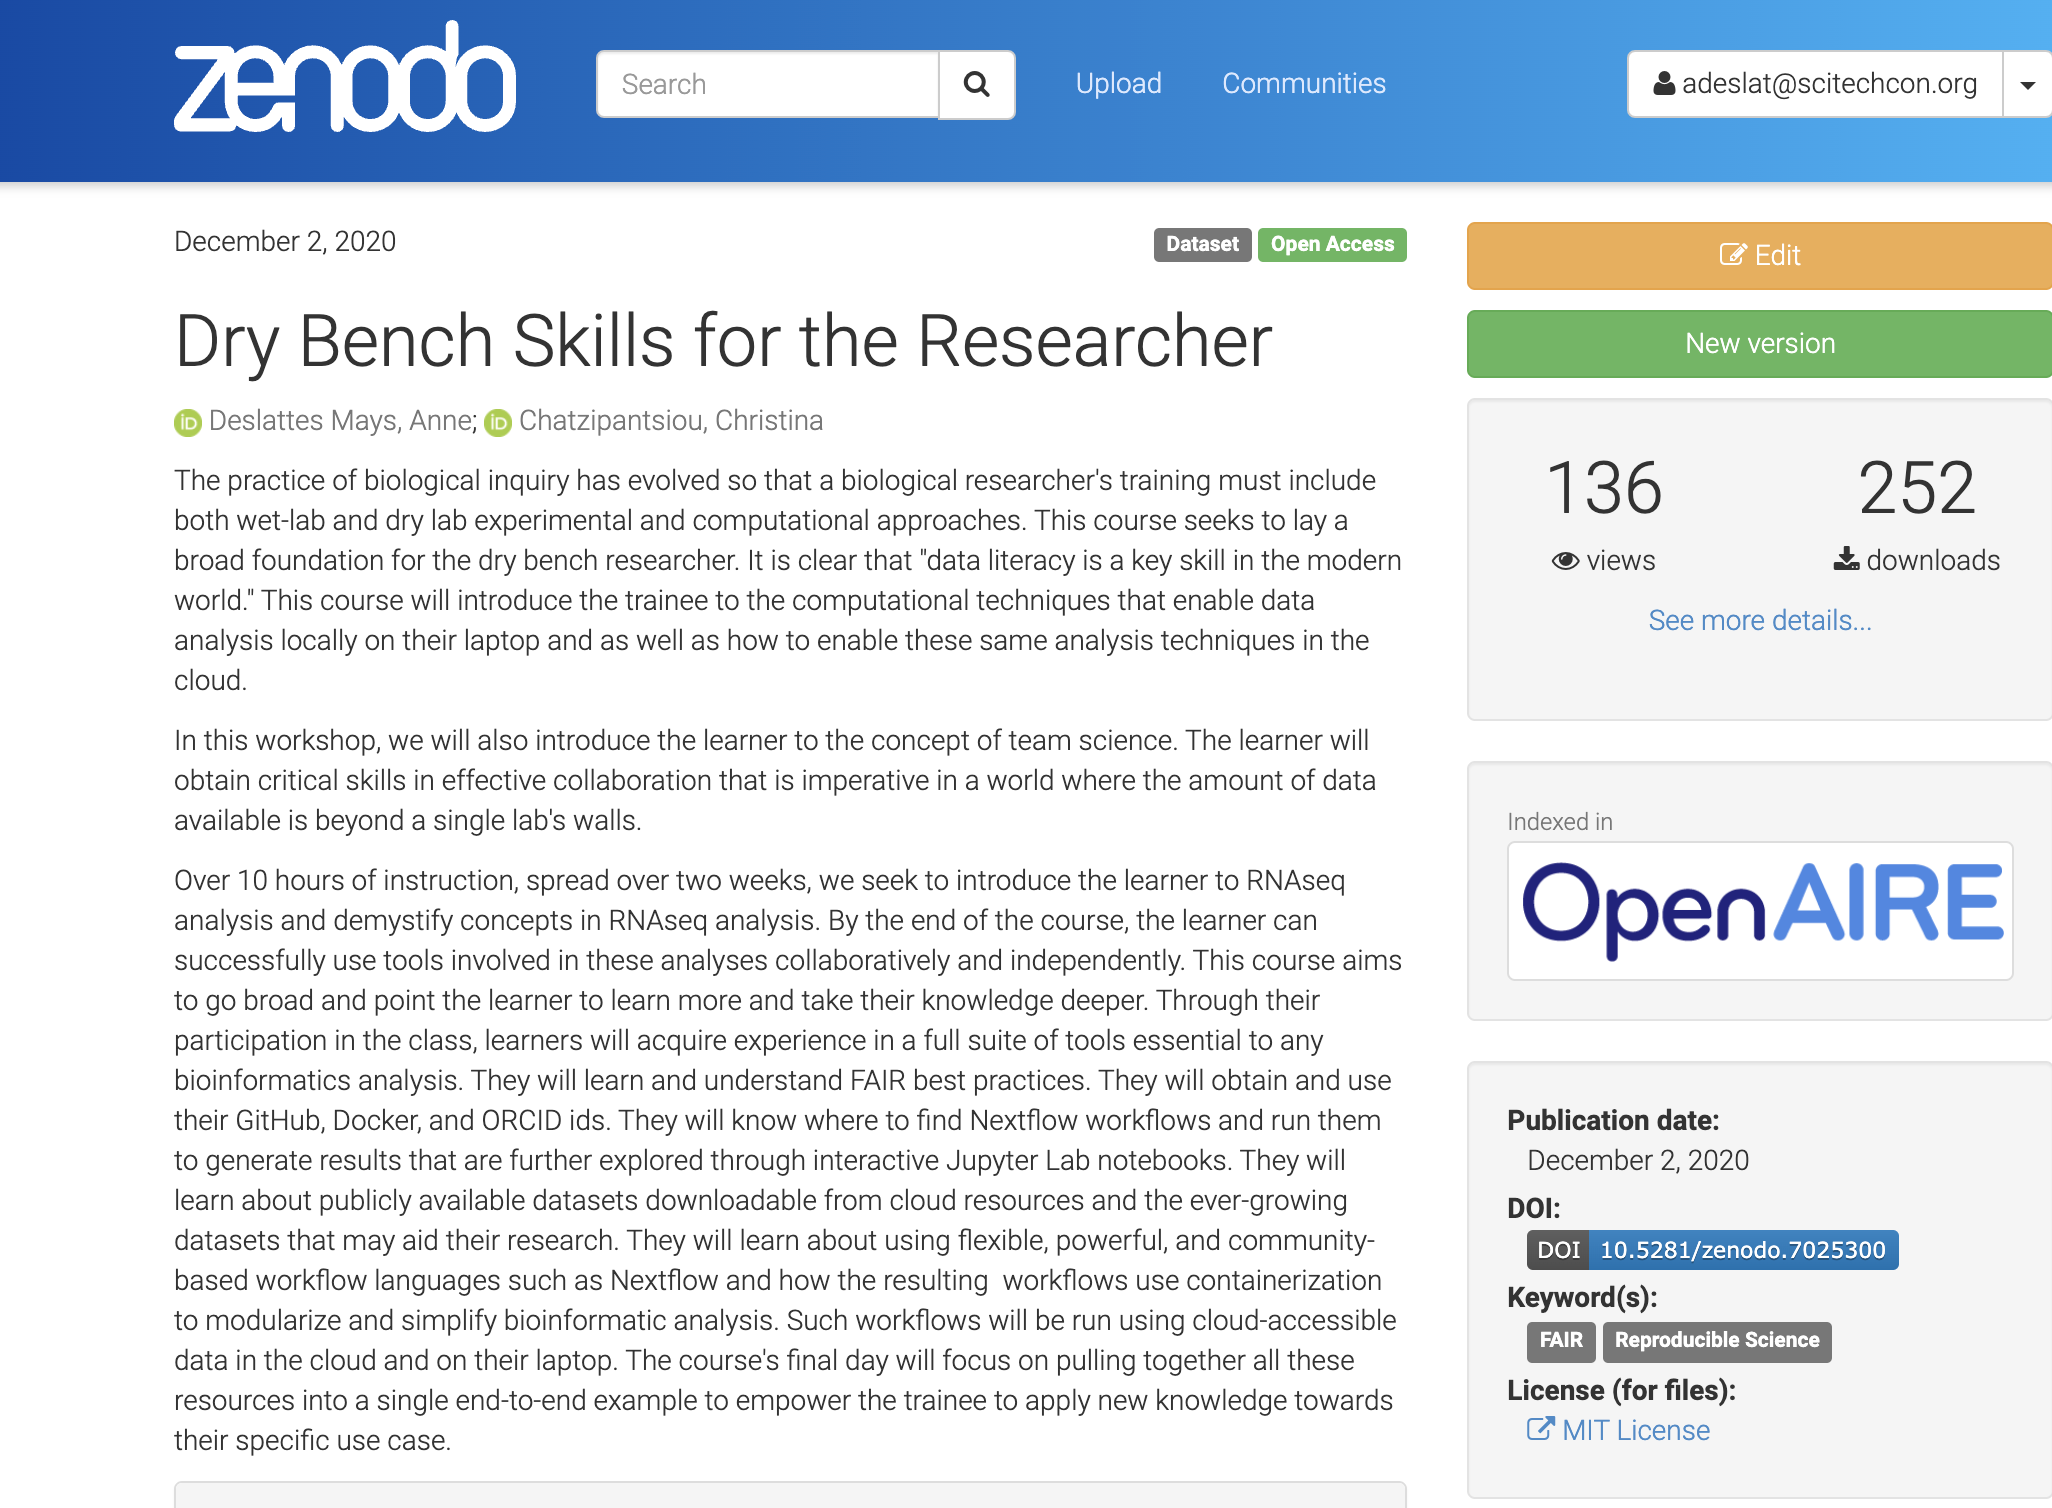 zenodo
Search
Upload
Communities
adeslat@scitechcon.org
December 2, 2020
Dataset
Open Access
Dry Bench Skills for the Researcher
iD Deslattes Mays, Anne; iD Chatzipantsiou, Christina
The practice of biological inquiry has evolved so that a biological researcher's training must include
both wet-lab and dry lab experimental and computational approaches. This course seeks to lay a
broad foundation for the dry bench researcher. It is clear that "data literacy is a key skill in the modern
world." This course will introduce the trainee to the computational techniques that enable data
analysis locally on their laptop and as well as how to enable these same analysis techniques in the
cloud.
In this workshop, we will also introduce the learner to the concept of team science. The learner will
obtain critical skills in effective collaboration that is imperative in a world where the amount of data
available is beyond a single lab's walls.
Over 10 hours of instruction, spread over two weeks, we seek to introduce the learner to RNAseq
analysis and demystify concepts in RNAseq analysis. By the end of the course, the learner can
successfully use tools involved in these analyses collaboratively and independently. This course aims
to go broad and point the learner to learn more and take their knowledge deeper. Through their
participation in the class, learners will acquire experience in a full suite of tools essential to any
bioinformatics analysis. They will learn and understand FAIR best practices. They will obtain and use
their GitHub, Docker, and ORCID ids. They will know where to find Nextflow workflows and run them
to generate results that are further explored through interactive Jupyter Lab notebooks. They will
learn about publicly available datasets downloadable from cloud resources and the ever-growing
datasets that may aid their research. They will learn about using flexible, powerful, and community-
based workflow languages such as Nextflow and how the resulting  workflows use containerization
to modularize and simplify bioinformatic analysis. Such workflows will be run using cloud-accessible
data in the cloud and on their laptop. The course's final day will focus on pulling together all these
resources into a single end-to-end example to empower the trainee to apply new knowledge towards
their specific use case.
Edit
New version
136
views
252
downloads
See more details...
Indexed in
OpenAIRE
Publication date:
December 2, 2020
DOI:
DOI 10.5281/zenodo.7025300
Keyword(s):
FAIR
Reproducible Science
License (for files):
MIT License